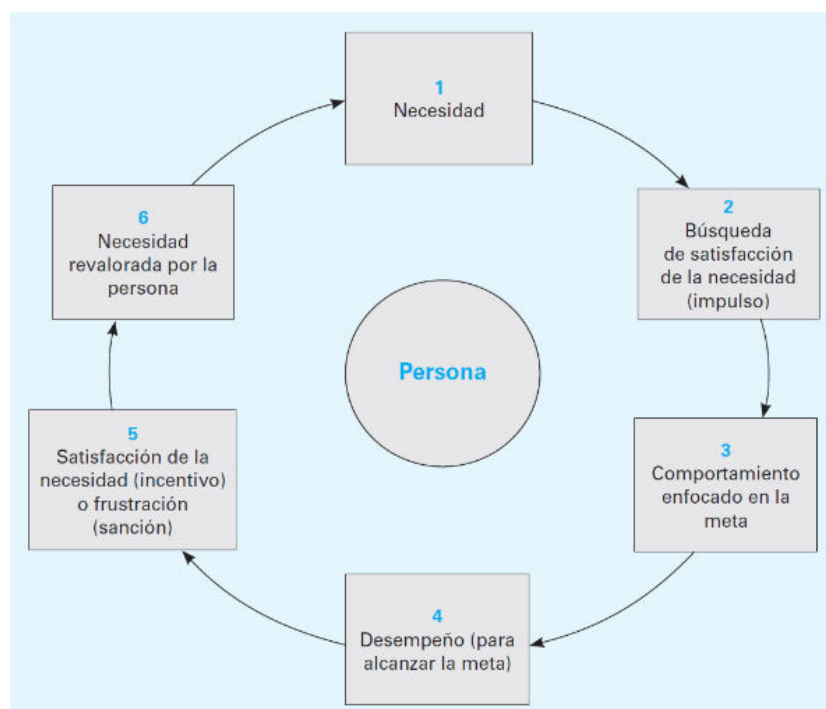 1
Necesidad
2
Búsqueda
de satisfacción
de la necesidad
(impulso)
3
Comportamiento
enfocado en la
meta
4
Desempeño (para
alcanzar la meta)
5
Satisfacción de la
necesidad (incentivo)
o frustración
(sanción)
6
Necesidad
revalorada por la
persona
Persona